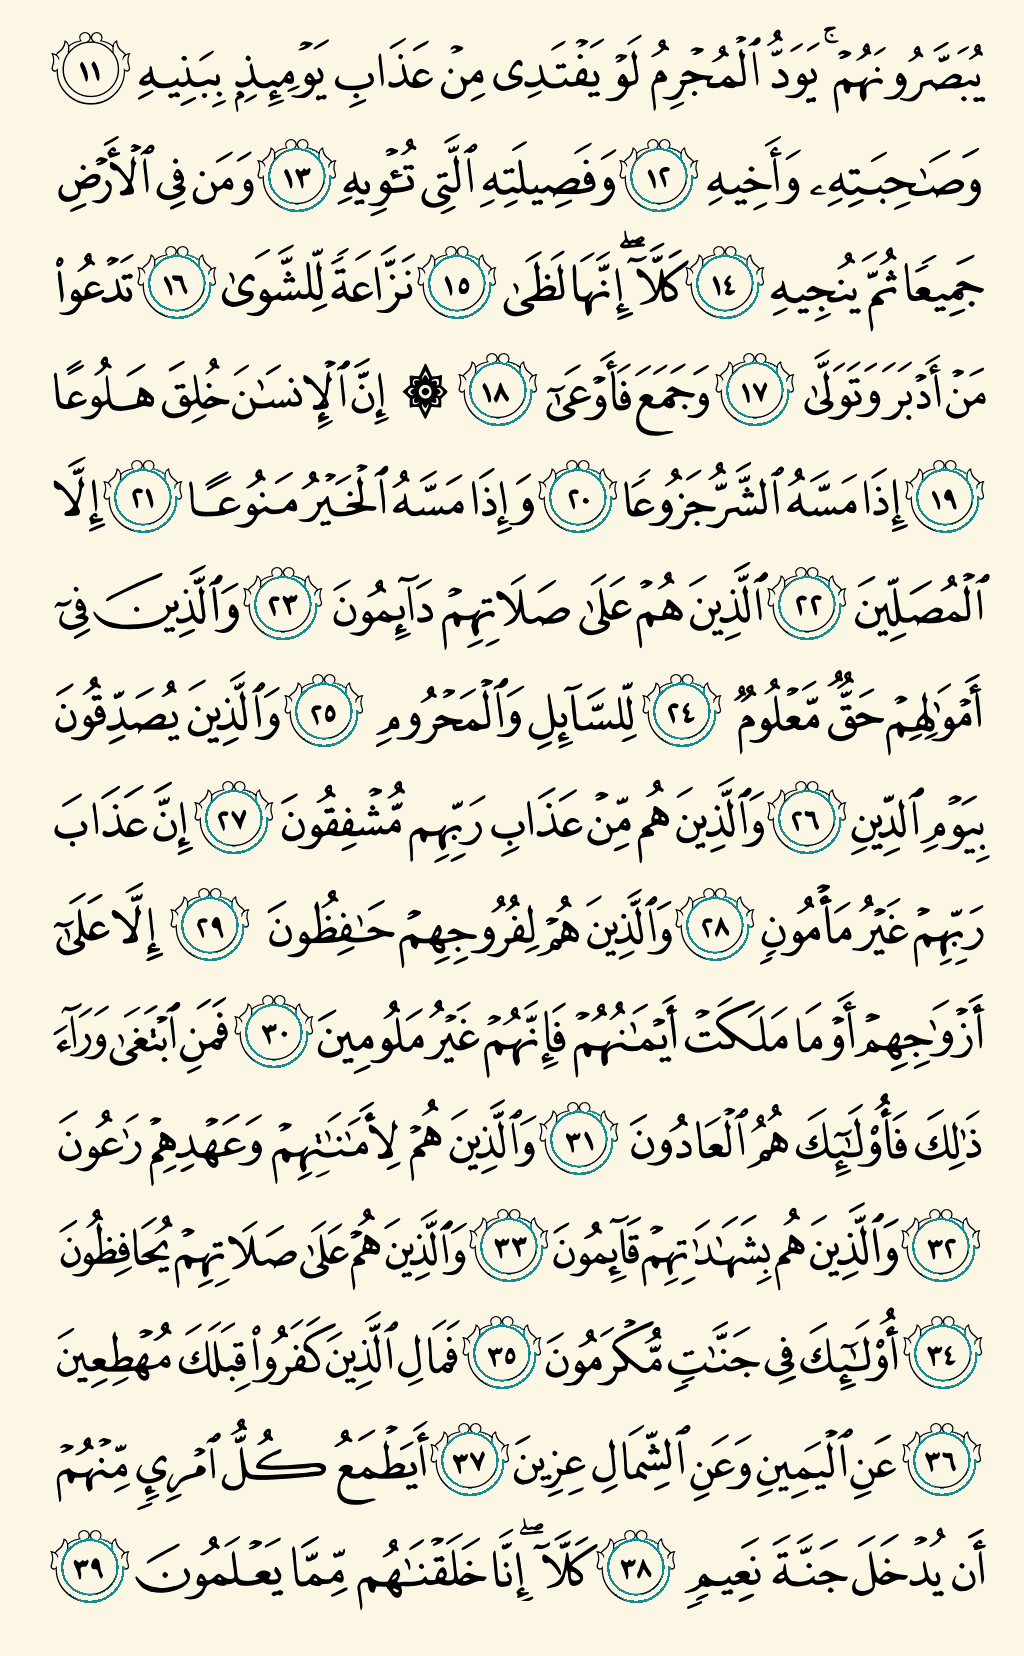 يُبَصَّرُونَهُمۡۚ يَوَدُّ ٱلۡمُجۡرِمُ لَوۡ يَفۡتَدِى مِنۡ عَذَابِ يَوۡمِئِذِۭ بِبَنِيهِ ١١
وَصَٰحِبَتِهِۦ وَأَخِيهِ ١٢ وَفَصِيلَتِهِ ٱلَّتِى تُـٔۡوِيهِ ١٣ وَمَن فِى ٱلۡأَرۡضِ
جَمِيعٗا ثُمَّ يُنجِيهِ ١٤ كَلَّآۖ إِنَّهَا لَظَىٰ ١٥ نَزَّاعَةٗ لِّلشَّوَىٰ ١٦ تَدۡعُواْ
مَنۡ أَدۡبَرَ وَتَوَلَّىٰ ١٧ وَجَمَعَ فَأَوۡعَىٰٓ ١٨ ۞ إِنَّ ٱلۡإِنسَٰنَ خُلِقَ هَلُوعًا
١٩ إِذَا مَسَّهُ ٱلشَّرُّ جَزُوعٗا ٢٠ وَإِذَا مَسَّهُ ٱلۡخَيۡرُ مَنُوعًا ٢١ إِلَّا
ٱلۡمُصَلِّينَ ٢٢ ٱلَّذِينَ هُمۡ عَلَىٰ صَلَاتِهِمۡ دَآئِمُونَ ٢٣ وَٱلَّذِينَ فِىٓ
أَمۡوَٰلِهِمۡ حَقّٞ مَّعۡلُومٞ ٢٤ لِّلسَّآئِلِ وَٱلۡمَحۡرُومِ ٢٥ وَٱلَّذِينَ يُصَدِّقُونَ
بِيَوۡمِ ٱلدِّينِ ٢٦ وَٱلَّذِينَ هُم مِّنۡ عَذَابِ رَبِّهِم مُّشۡفِقُونَ ٢٧ إِنَّ عَذَابَ
رَبِّهِمۡ غَيۡرُ مَأۡمُونٖ ٢٨ وَٱلَّذِينَ هُمۡ لِفُرُوجِهِمۡ حَٰفِظُونَ ٢٩ إِلَّا عَلَىٰٓ
أَزۡوَٰجِهِمۡ أَوۡ مَا مَلَكَتۡ أَيۡمَٰنُهُمۡ فَإِنَّهُمۡ غَيۡرُ مَلُومِينَ ٣٠ فَمَنِ ٱبۡتَغَىٰ وَرَآءَ
ذَٰلِكَ فَأُوْلَٰٓئِكَ هُمُ ٱلۡعَادُونَ ٣١ وَٱلَّذِينَ هُمۡ لِأَمَٰنَٰتِهِمۡ وَعَهۡدِهِمۡ رَٰعُونَ
٣٢ وَٱلَّذِينَ هُم بِشَهَٰدَٰتِهِمۡ قَآئِمُونَ ٣٣ وَٱلَّذِينَ هُمۡ عَلَىٰ صَلَاتِهِمۡ يُحَافِظُونَ
٣٤ أُوْلَٰٓئِكَ فِى جَنَّٰتٖ مُّكۡرَمُونَ ٣٥ فَمَالِ ٱلَّذِينَ كَفَرُواْ قِبَلَكَ مُهۡطِعِينَ
٣٦ عَنِ ٱلۡيَمِينِ وَعَنِ ٱلشِّمَالِ عِزِينَ ٣٧ أَيَطۡمَعُ كُلُّ ٱمۡرِيٕٖ مِّنۡهُمۡ
أَن يُدۡخَلَ جَنَّةَ نَعِيمٖ ٣٨ كَلَّآۖ إِنَّا خَلَقۡنَٰهُم مِّمَّا يَعۡلَمُونَ ٣٩